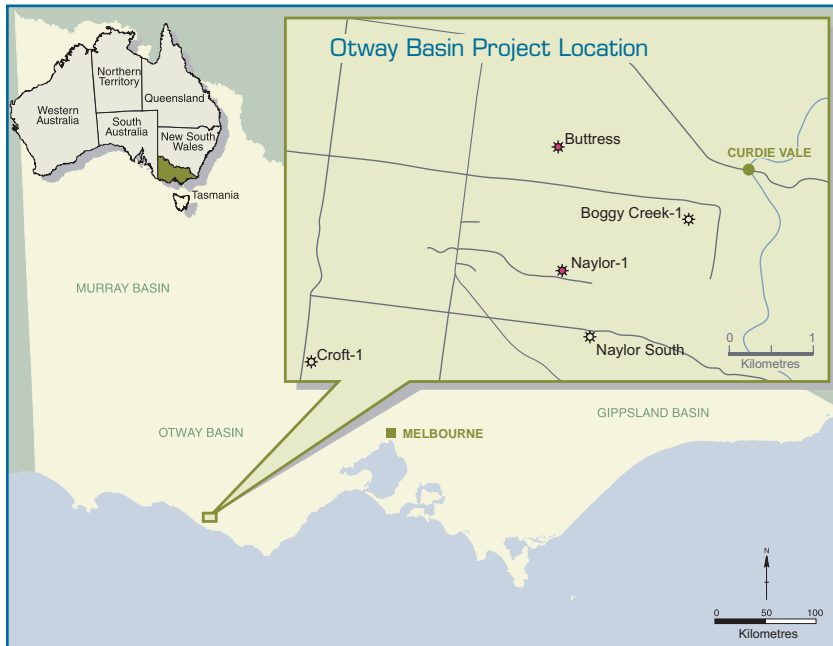 Otway Basin Project Location
Northern
Territory
Queensland
Western
Australia
South
Australia
New South
Wales
Tasmania
Buttress
CURDIE VALE
Boggy Creek-1
Naylor-1
Naylor South
Croft-1
0 1
Kilometres
MURRAY BASIN
OTWAY BASIN
MELBOURNE
GIPPSLAND BASIN
N
0 50 100
Kilometres